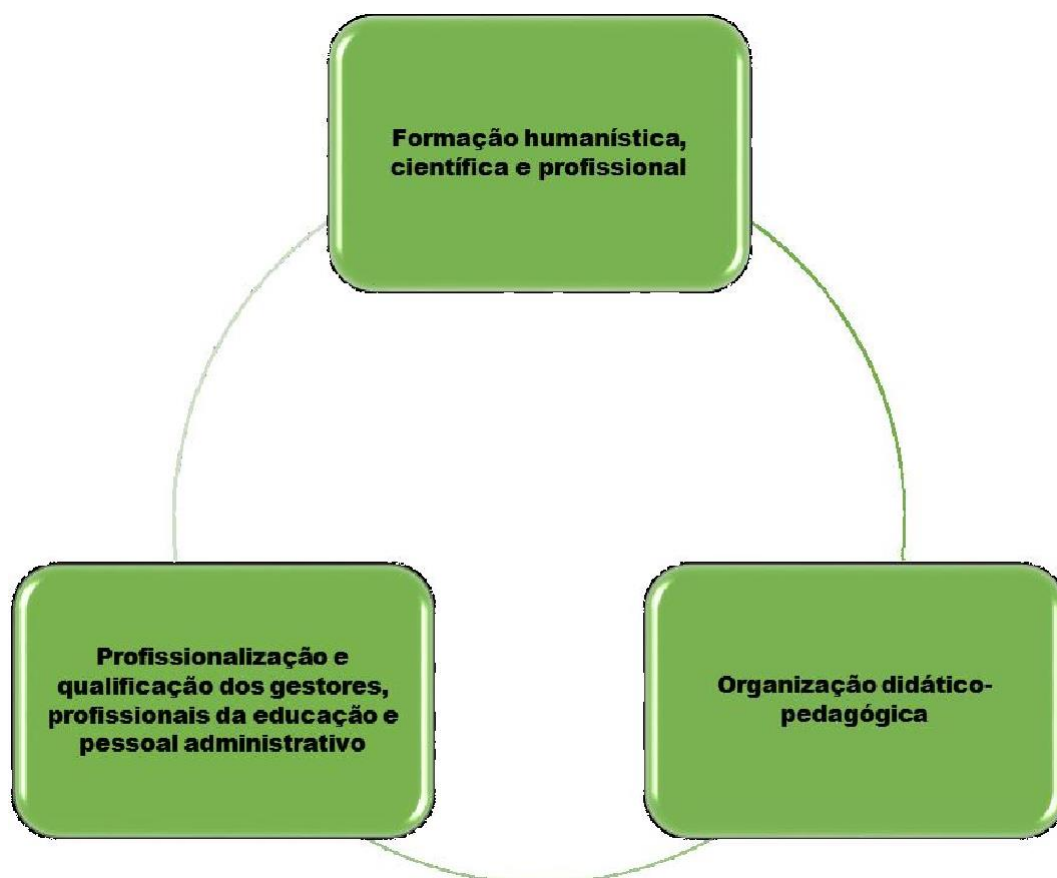 Formação humanística,
científica e profissional
Profissionalização e
qualificação dos gestores,
profissionais da educação e
pessoal administrativo
Organização didático-
pedagógica